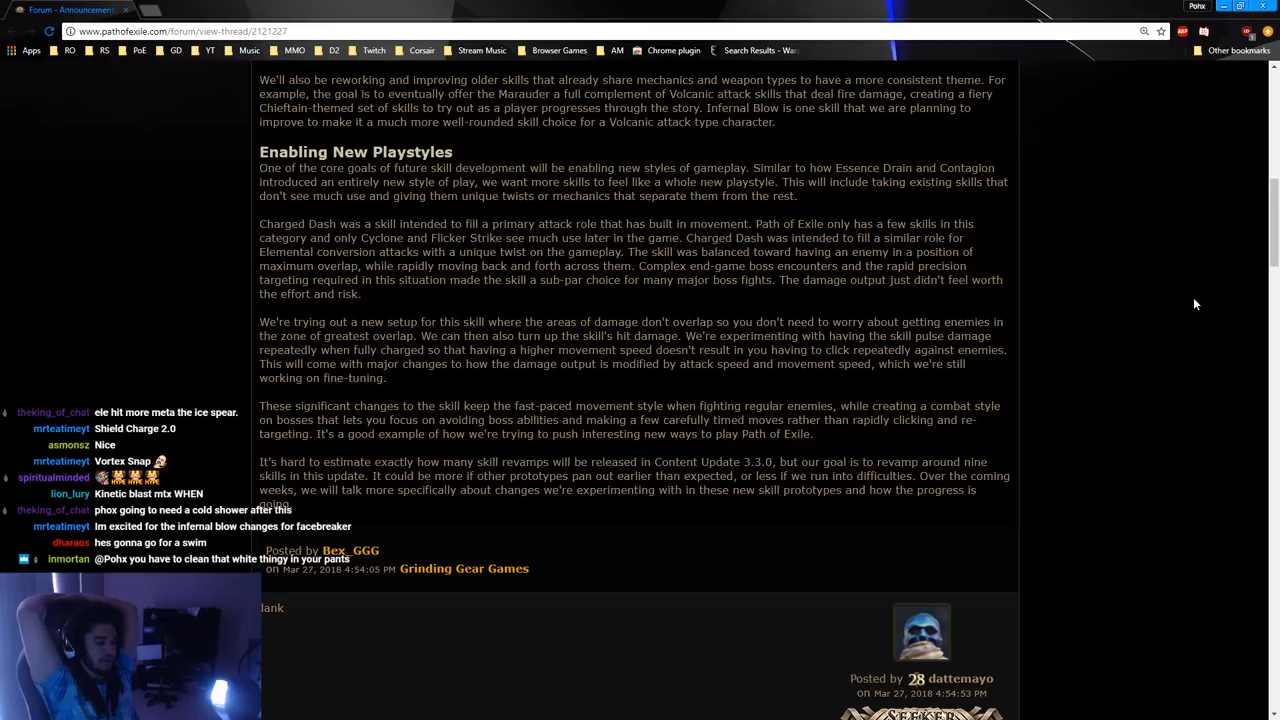 Forum - Announcement
Pohx
www.pathofexile.com/forum/view-thread/2121227
Apps RO RS PoE GD YT Music MMO D2 Twitch Corsair Stream Music Browser Games AM Chrome plugin Search Results - War Other bookmarks
We'll also be reworking and improving older skills that already share mechanics and weapon types to have a more consistent theme. For
example, the goal is to eventually offer the Marauder a full complement of Volcanic attack skills that deal fire damage, creating a fiery
Chieftain-themed set of skills to try out as a player progresses through the story. Infernal Blow is one skill that we are planning to
improve to make it a much more well-rounded skill choice for a Volcanic attack type character.
Enabling New Playstyles
One of the core goals of future skill development will be enabling new styles of gameplay. Similar to how Essence Drain and Contagion
introduced an entirely new style of play, we want more skills to feel like a whole new playstyle. This will include taking existing skills that
don't see much use and giving them unique twists or mechanics that separate them from the rest.
Charged Dash was a skill intended to fill a primary attack role that has built in movement. Path of Exile only has a few skills in this
category and only Cyclone and Flicker Strike see much use later in the game. Charged Dash was intended to fill a similar role for
Elemental conversion attacks with a unique twist on the gameplay. The skill was balanced toward having an enemy in a position of
maximum overlap, while rapidly moving back and forth across them. Complex end-game boss encounters and the rapid precision
targeting required in this situation made the skill a sub-par choice for many major boss fights. The damage output just didn't feel worth
the effort and risk.
We're trying out a new setup for this skill where the areas of damage don't overlap so you don't need to worry about getting enemies in
the zone of greatest overlap. We can then also turn up the skill's hit damage. We're experimenting with having the skill pulse damage
repeatedly when fully charged so that having a higher movement speed doesn't result in you having to click repeatedly against enemies.
This will come with major changes to how the damage output is modified by attack speed and movement speed, which we're still
working on fine-tuning.
These significant changes to the skill keep the fast-paced movement style when fighting regular enemies, while creating a combat style
on bosses that lets you focus on avoiding boss abilities and making a few carefully timed moves rather than rapidly clicking and re-
targeting. It's a good example of how we're trying to push interesting new ways to play Path of Exile.
It's hard to estimate exactly how many skill revamps will be released in Content Update 3.3.0, but our goal is to revamp around nine
skills in this update. It could be more if other prototypes pan out earlier than expected, or less if we run into difficulties. Over the coming
weeks, we will talk more specifically about changes we're experimenting with in these new skill prototypes and how the progress is
going.
theking_of_chat ele hit more meta the ice spear.
mrteatimeyt Shield Charge 2.0
asmonsz Nice
mrteatimeyt Vortex Snap
spiritualminded
lion_lury Kinetic blast mtx WHEN
theking_of_chat phox going to need a cold shower after this
mrteatimeyt Im excited for the infernal blow changes for facebreaker
dharaos hes gonna go for a swim
inmortan @Pohx you have to clean that white thingy in your pants
Posted by Bex_GGG
on Mar 27, 2018 4:54:05 PM Grinding Gear Games
dank
Posted by 28 dattemayo
on Mar 27, 2018 4:54:53 PM
SEEKER